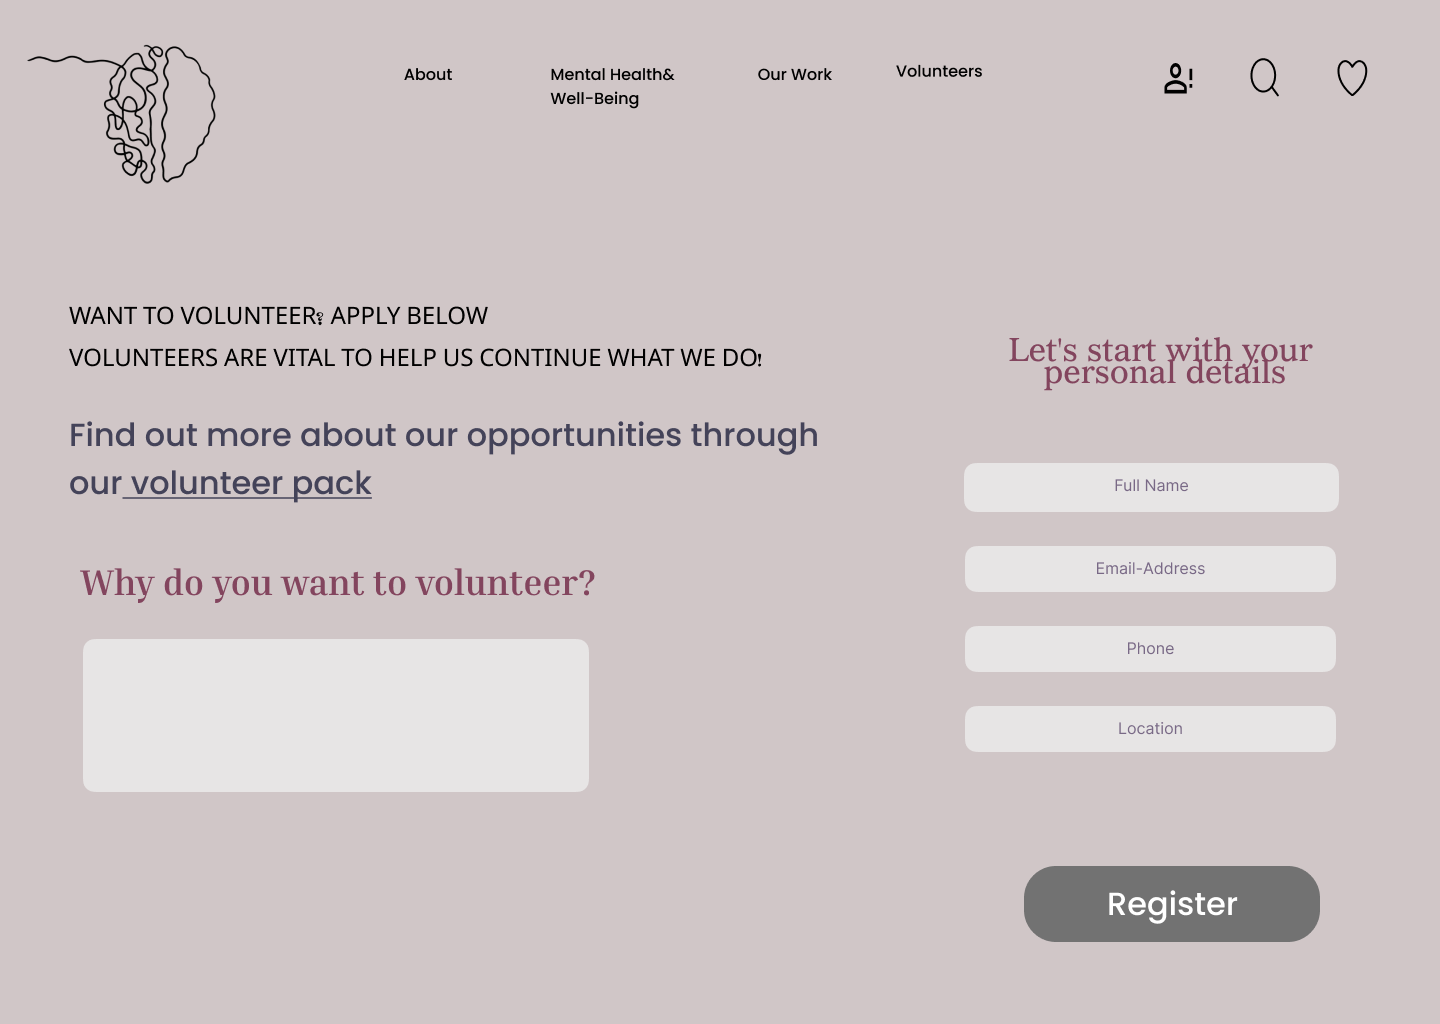 About
Mental Health&
Well-Being
Our Work
Volunteers
WANT TO VOLUNTEER? APPLY BELOW
VOLUNTEERS ARE VITAL TO HELP US CONTINUE WHAT WE DO!
Find out more about our opportunities through
our volunteer pack
Why do you want to volunteer?
Let's start with your
personal details
Full Name
Email-Address
Phone
Location
Register